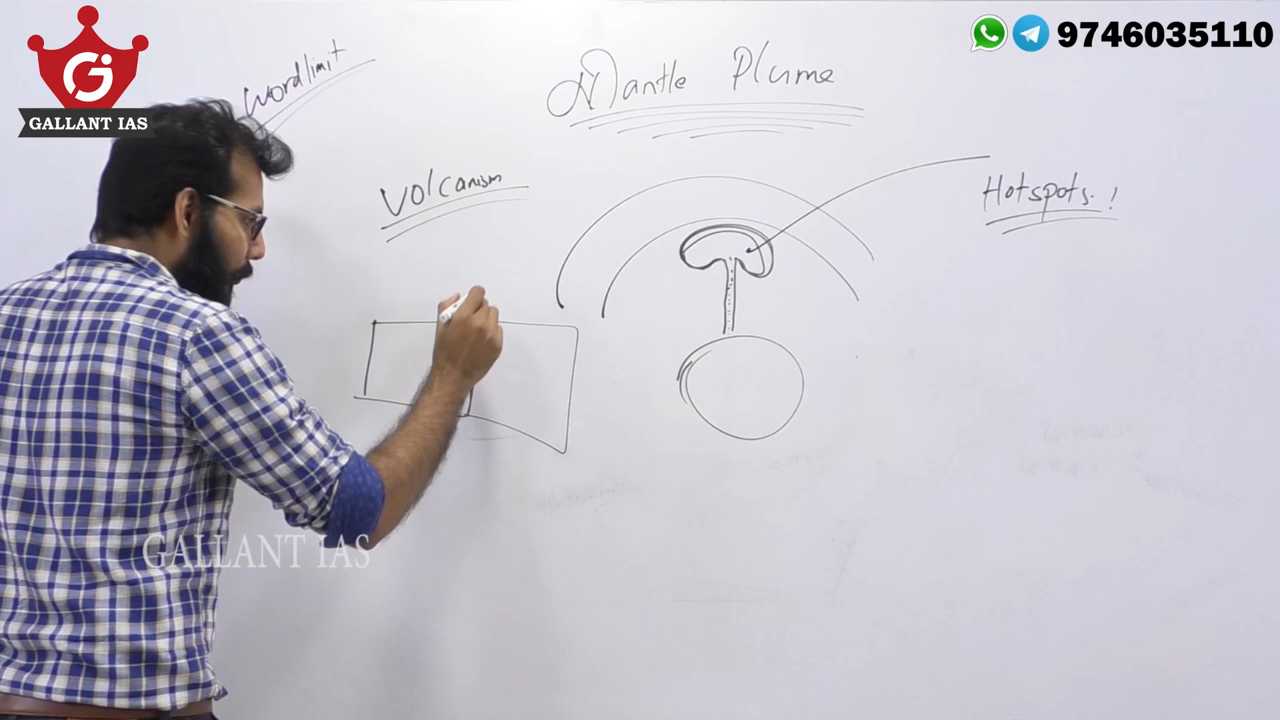 GALLANT IAS
9746035110
Wordlimit
Mantle Plume
Volcanism
Hotspots. !
GALLANT IAS